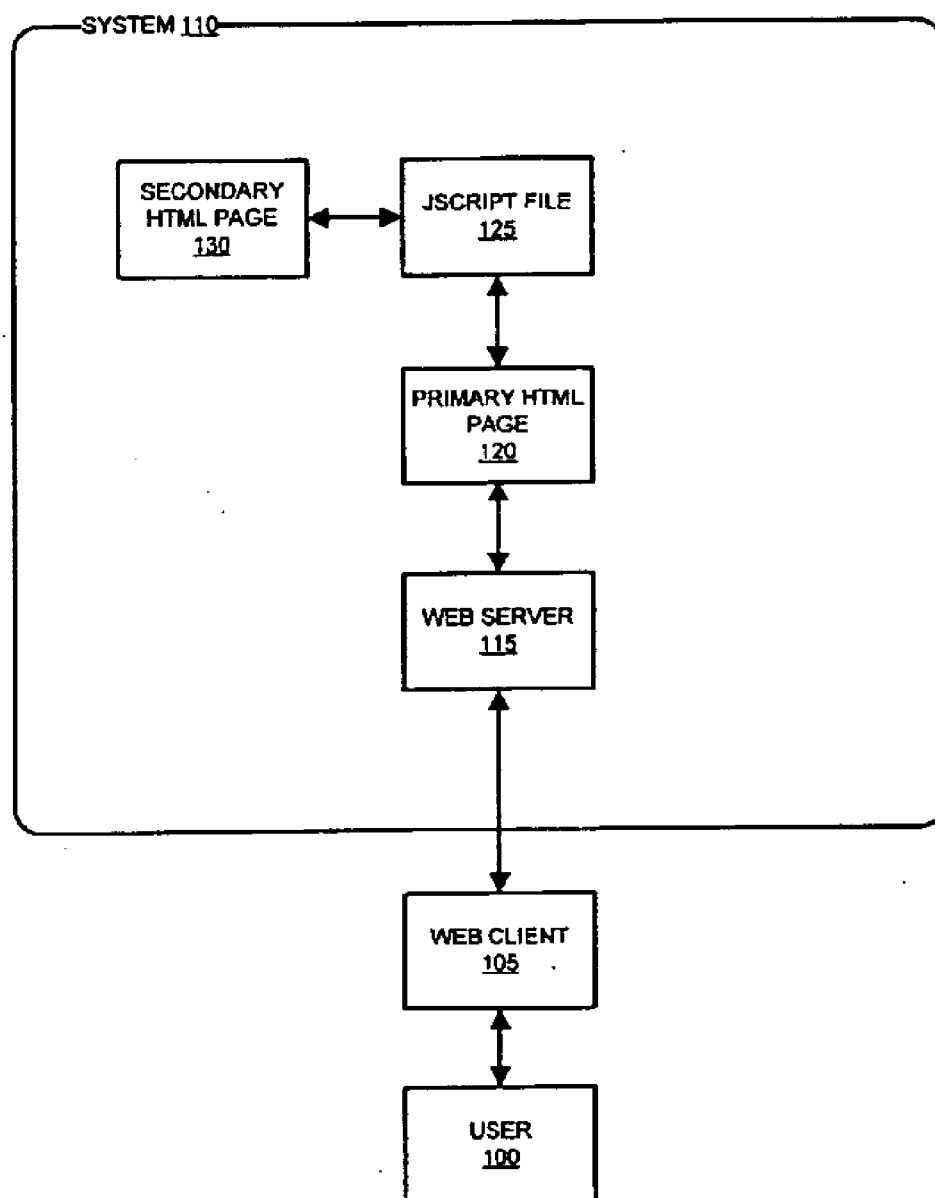 SYSTEM 110
SECONDARY
HTML PAGE
130
JSCRIPT FILE
125
PRIMARY HTML
PAGE
120
WEB SERVER
115
WEB CLIENT
105
USER
100